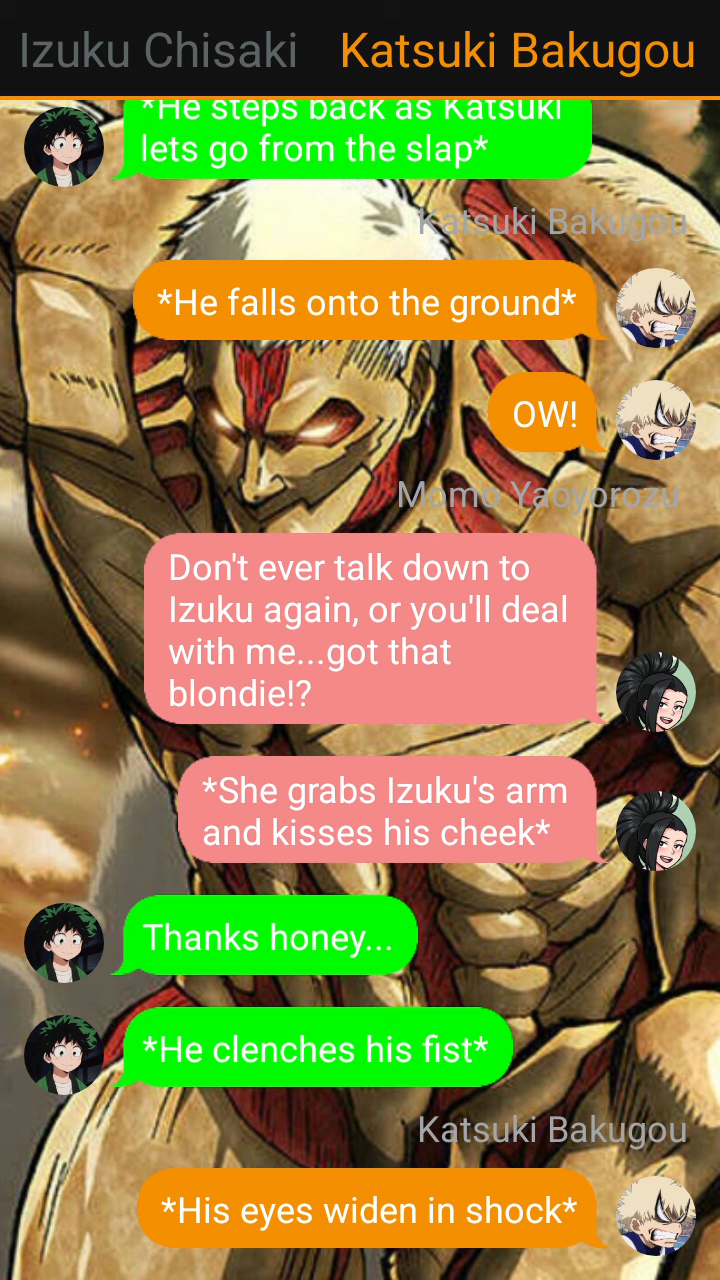 Izuku Chisaki Katsuki Bakugou
*He steps back as Katsuki
lets go from the slap*
Katsuki Bakugou
*He falls onto the ground*
OW!
Momo Yaoyorozu
Don't ever talk down to
Izuku again, or you'll deal
with me...got that
blondie!?
*She grabs Izuku's arm
and kisses his cheek*
Thanks honey...
*He clenches his fist*
Katsuki Bakugou
*His eyes widen in shock*